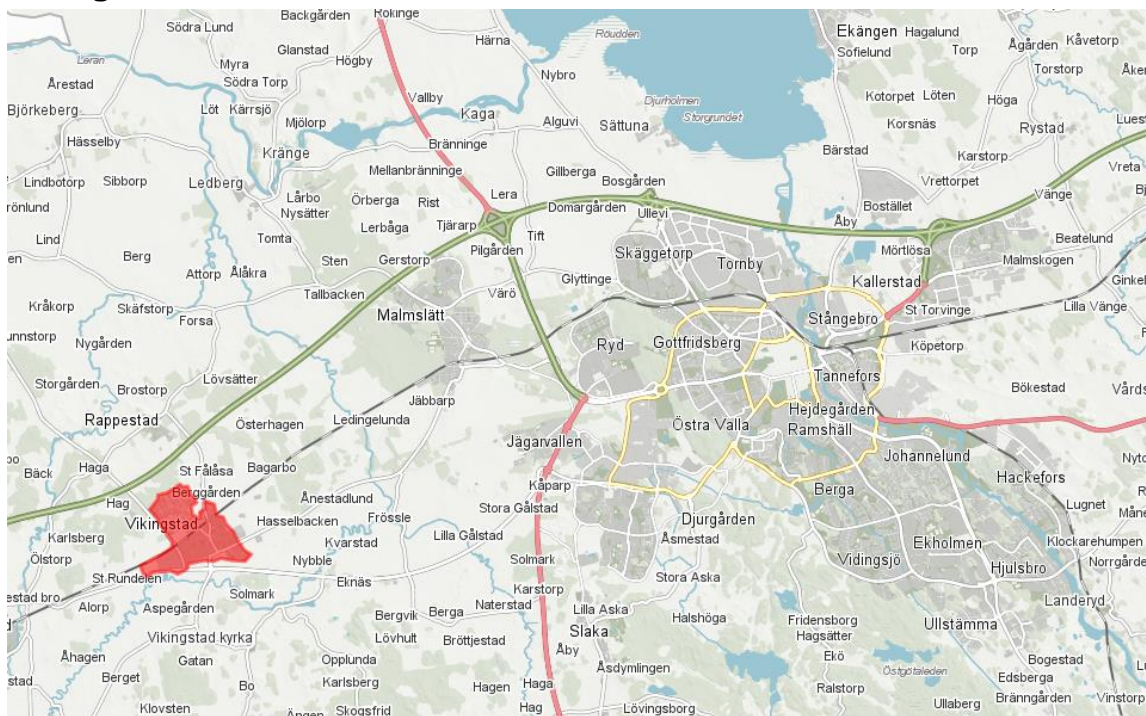 Rökinge
Backgården
Södra Lund
Härna
Glanstad
Myra
Högby
Södra Torp
Årestad
Leran
Nybro
Roudden
Ekängen
Hagalund
Sofielund
Torp
Ågården
Kåvetorp
Torstorp
Björkeberg
Löt
Kärrsjö
Vallby
Kaga
Djurholmen
Storgrundet
Kotorpet
Löten
Höga
Mjölorp
Alguvi
Sättuna
Korsnäs
Rystad
Hässelby
Kränge
Bränninge
Bärstad
Karstorp
Lindbotorp
Sibborp
Ledberg
Mellanbränninge
Gillberga
Bosgården
Vrettorpet
Vreta
Lårbo
Nysätter
Örberga
Rist
Lera
Domargården
Ullevi
Bostället
Vänge
Lind
Tomta
Lerbåga
Tjärarp
Tift
Åby
Beatelund
Berg
Sten
Gerstorp
Pilgården
Skäggetorp
Tornby
Mörtlösa
Malmskogen
Attorp
Ålåkra
Glyttinge
Kallerstad
Kråkorp
Skäfstorp
Tallbacken
Värö
Lilla Vänge
Forsa
Malmslätt
Stångebro
St Torvinge
Nygården
Ryd
Gottfridsberg
Köpetorp
Storgården
Lövsätter
Tannefors
Brostorp
Jäbbarp
Bökestad
Rappestad
Österhagen
Ledingelunda
Östra Valla
Hejdegården
Ramshäll
Jägarvallen
Johannelund
Bäck
Haga
St Fålåsa
Bagarbo
Hackefors
Hag
Berggården
Ånestadlund
Kåparp
Berga
Lugnet
Vikingstad
Hasselbacken
Frössle
Stora Gålstad
Djurgården
Karlsberg
Kvarstad
Lilla Gålstad
Åsmestad
Ekholmen
Klockarehumpen
Ölstorp
Nybble
Solmark
Vidingsjö
Hjulsbro
Norrgården
St Rundelen
Eknäs
Stora Aska
Solmark
Karstorp
Landeryd
Alorp
Aspegården
Bergvik
Berga
Naterstad
Lilla Aska
Halshöga
Fridensborg
Ullstämma
Vikingstad kyrka
Lövhult
Bröttjestad
Slaka
Hagsätter
Åhagen
Gatan
Opplunda
Åby
Ekö
Östgötaleden
Bogestad
Berget
Bo
Karlsberg
Hagen
Haga
Åsdymlingen
Ralstorp
Edsberga
Klovsten
Skogsfrid
Hag
Lövingsborg
Ullaberg
Bränngården
Vinstorp